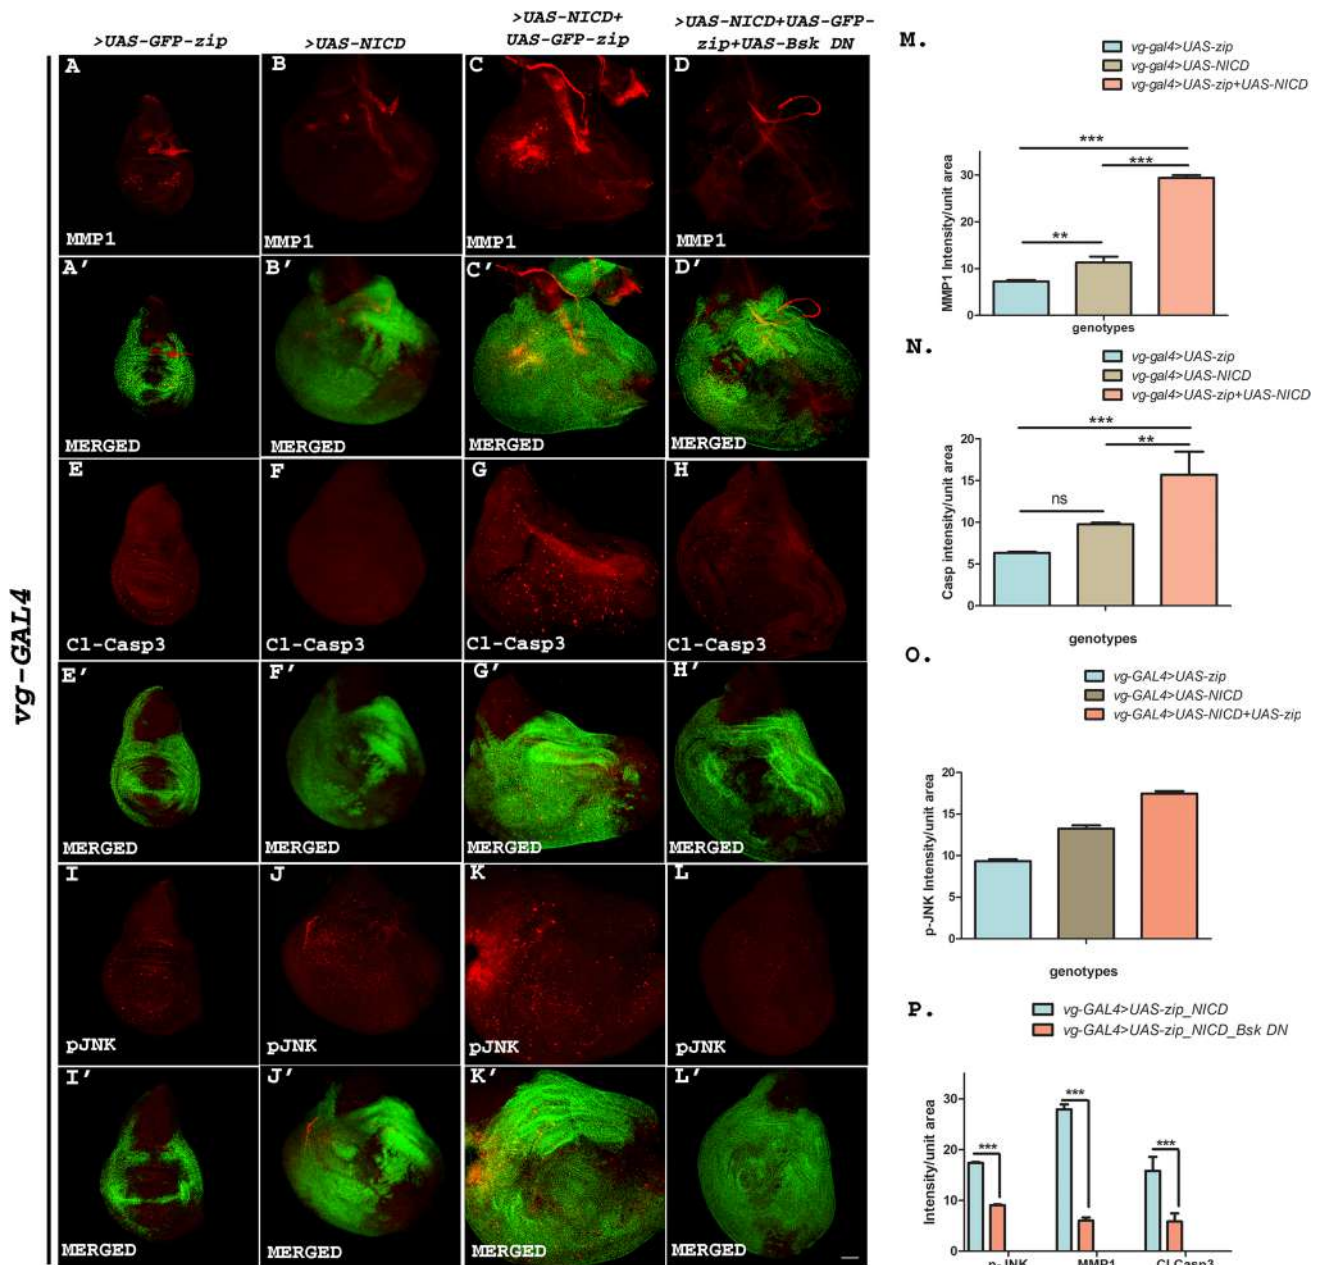 >UAS-GFP-zip
>UAS-NICD
>UAS-NICD+
UAS-GFP-zip
>UAS-NICD+UAS-GFP-
zip+UAS-Bsk DN
vg-GAL4
A
MMP1
B
MMP1
C
MMP1
D
MMP1
A'
MERGED
B'
MERGED
C'
MERGED
D'
MERGED
E
Cl-Casp3
F
Cl-Casp3
G
Cl-Casp3
H
Cl-Casp3
E'
MERGED
F'
MERGED
G'
MERGED
H'
MERGED
I
pJNK
J
pJNK
K
pJNK
L
pJNK
I'
MERGED
J'
MERGED
K'
MERGED
L'
MERGED
M.
vg-gal4>UAS-zip
vg-gal4>UAS-NICD
vg-gal4>UAS-zip+UAS-NICD
***
***
**
MMP1 Intensity/unit area
30
20
10
0
genotypes
N.
vg-gal4>UAS-zip
vg-gal4>UAS-NICD
vg-gal4>UAS-zip+UAS-NICD
***
**
ns
Casp intensity/unit area
20
15
10
5
0
genotypes
O.
vg-GAL4>UAS-zip
vg-GAL4>UAS-NICD
vg-GAL4>UAS-NICD+UAS-zip
p-JNK Intensity/unit area
20
15
10
5
0
genotypes
P.
vg-GAL4>UAS-zip_NICD
vg-GAL4>UAS-zip_NICD_Bsk DN
Intensity/unit area
30
20
10
0
***
***
***
p-JNK
MMP1
Cl.Casp3